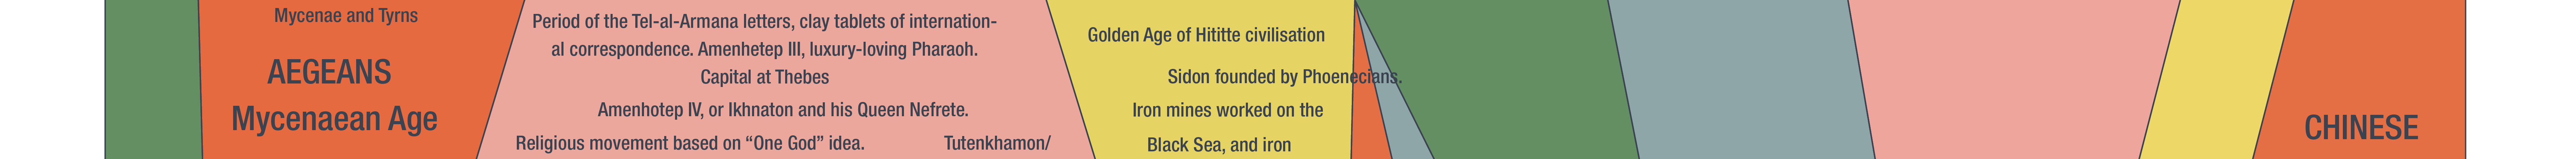 Mycenae and Tyrns
AEGEANS
Mycenaean Age
Period of the Tel-al-Armana letters, clay tablets of internation-
al correspondence. Amenhetep III, luxury-loving Pharaoh.
Capital at Thebes
Amenhotep IV, or Ikhnaton and his Queen Nefrete.
Religious movement based on “One God” idea. Tutenkhamon/
Golden Age of Hititte civilisation
Sidon founded by Phoenecians.
Iron mines worked on the
Black Sea, and iron
CHINESE